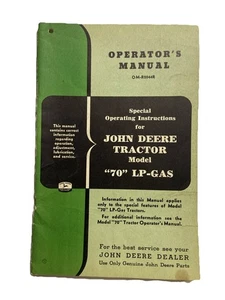 OPERATOR'S
MANUAL
Special
Operating Instructions
for
JOHN DEERE
TRACTOR
Model
"70" LP-GAS
This manual
contains correct
information
regarding
operation,
adjustment,
lubrication,
and service.
Information in this Manual applies
only to the special features of Model
"70" LP-Gas Tractors.
For additional information see the
Model "70" Tractor Operator's Manual.
For the best service see your
JOHN DEERE DEALER
Use Only Genuine John Deere Parts